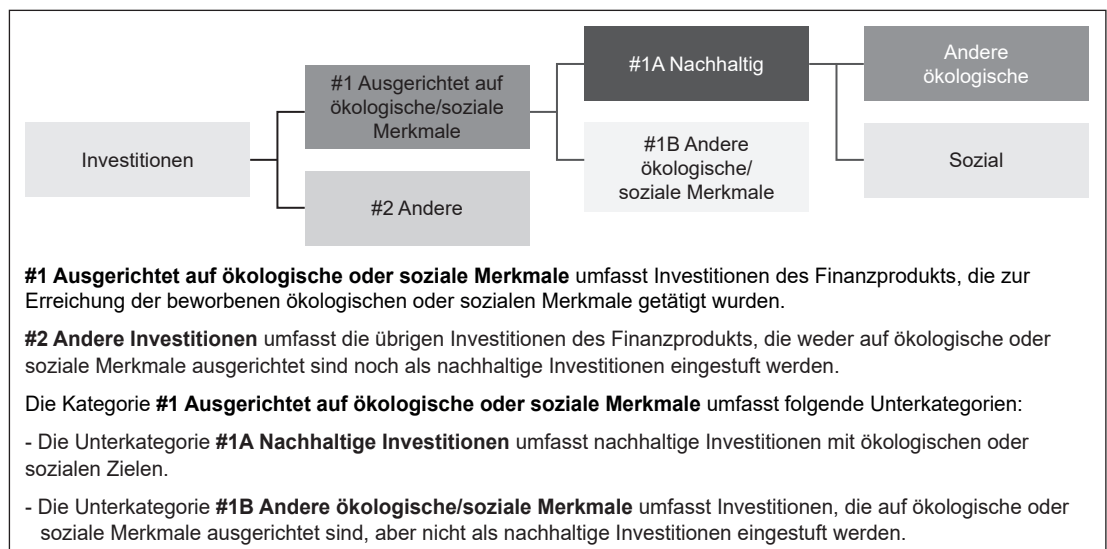 Investitionen
#1 Ausgerichtet auf
ökologische/soziale
Merkmale
#2 Andere
#1A Nachhaltig
#1B Andere
ökologische/
soziale Merkmale
Andere
ökologische
Sozial
#1 Ausgerichtet auf ökologische oder soziale Merkmale umfasst Investitionen des Finanzprodukts, die zur
Erreichung der beworbenen ökologischen oder sozialen Merkmale getätigt wurden.
#2 Andere Investitionen umfasst die übrigen Investitionen des Finanzprodukts, die weder auf ökologische oder
soziale Merkmale ausgerichtet sind noch als nachhaltige Investitionen eingestuft werden.
Die Kategorie #1 Ausgerichtet auf ökologische oder soziale Merkmale umfasst folgende Unterkategorien:
- Die Unterkategorie #1A Nachhaltige Investitionen umfasst nachhaltige Investitionen mit ökologischen oder
sozialen Zielen.
- Die Unterkategorie #1B Andere ökologische/soziale Merkmale umfasst Investitionen, die auf ökologische oder
soziale Merkmale ausgerichtet sind, aber nicht als nachhaltige Investitionen eingestuft werden.